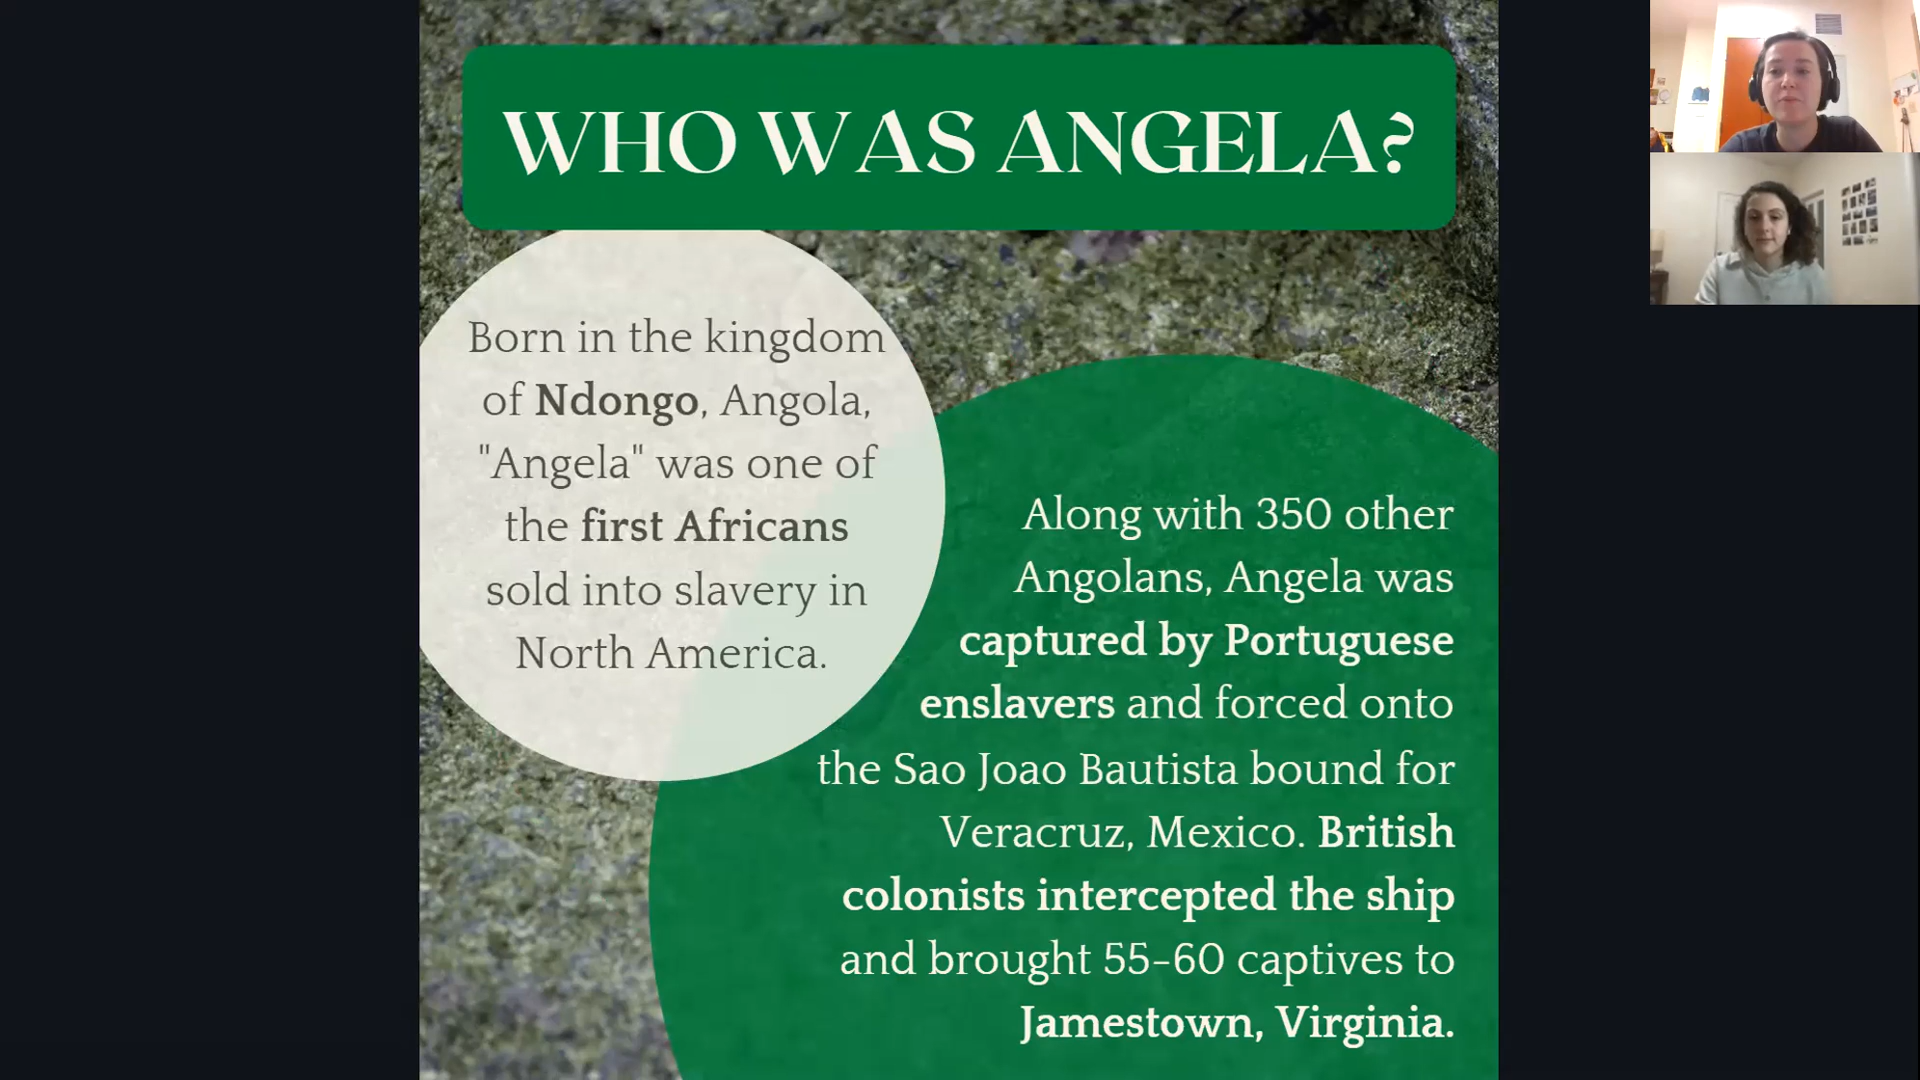 WHO WAS ANGELA?
Born in the kingdom
of Ndongo, Angola,
"Angela" was one of
the first Africans
sold into slavery in
North America.
Along with 350 other
Angolans, Angela was
captured by Portuguese
enslavers and forced onto
the Sao Joao Bautista bound for
Veracruz, Mexico. British
colonists intercepted the ship
and brought 55-60 captives to
Jamestown, Virginia.